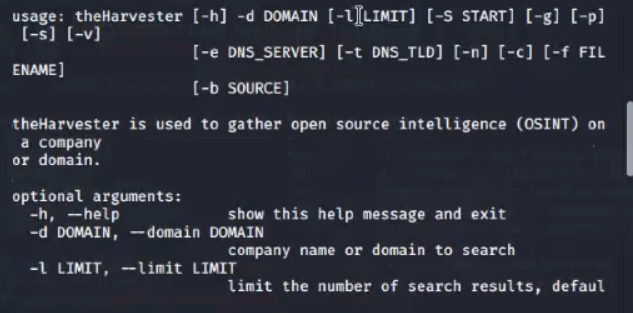 usage: theHarvester [-h] -d DOMAIN [-l LIMIT] [-S START] [-g] [-p]
[-s] [-v]
[-e DNS_SERVER] [-t DNS_TLD] [-n] [-c] [-f FIL
ENAME]
[-b SOURCE]
theHarvester is used to gather open source intelligence (OSINT) on
a company
or domain.
optional arguments:
-h, --help show this help message and exit
-d DOMAIN, --domain DOMAIN
company name or domain to search
-l LIMIT, --limit LIMIT
limit the number of search results, defaul